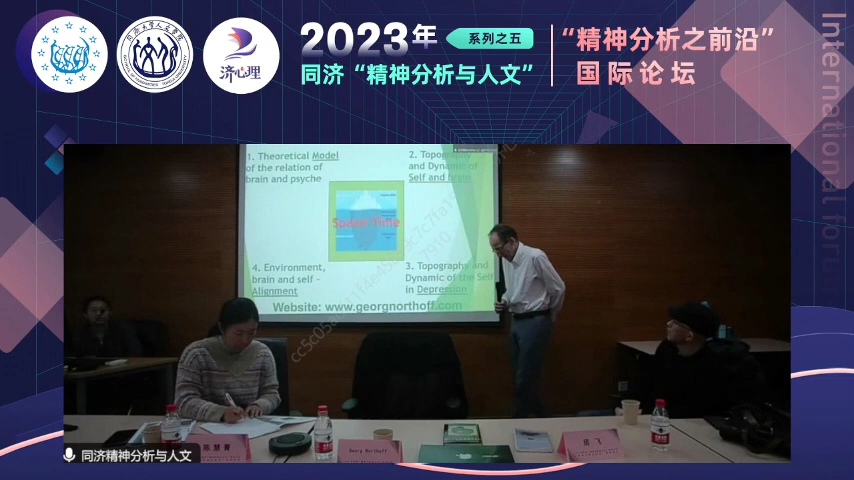 2023年
系列之五
同济“精神分析与人文”
“精神分析之前沿”
国际论坛
济心理
International forum
1. Theoretical Model
of the relation of
brain and psyche
2. Topography
and Dynamic of
Self and brain
Space-Time
4. Environment,
brain and self –
Alignment
3. Topography and
Dynamic of the Self
in Depression
Website: www.georgnorthoff.com
陈慧菁
Georg Northoff
同济精神分析与人文